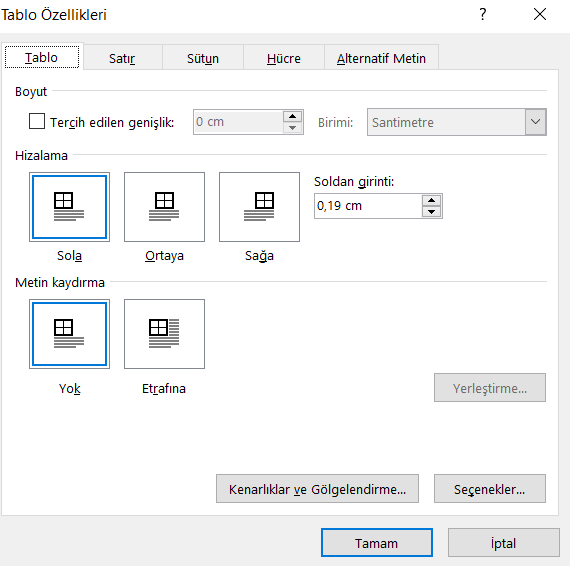 Tablo Özellikleri ? ×
Tablo Satır Sütun Hücre Alternatif Metin
Boyut
Tercih edilen genişlik: 0 cm Birimi: Santimetre
Hizalama
Soldan girinti:
0,19 cm
Sola Ortaya Sağa
Metin kaydırma
Yok Etrafına
Yerleştirme...
Kenarlıklar ve Gölgelendirme... Seçenekler...
Tamam İptal